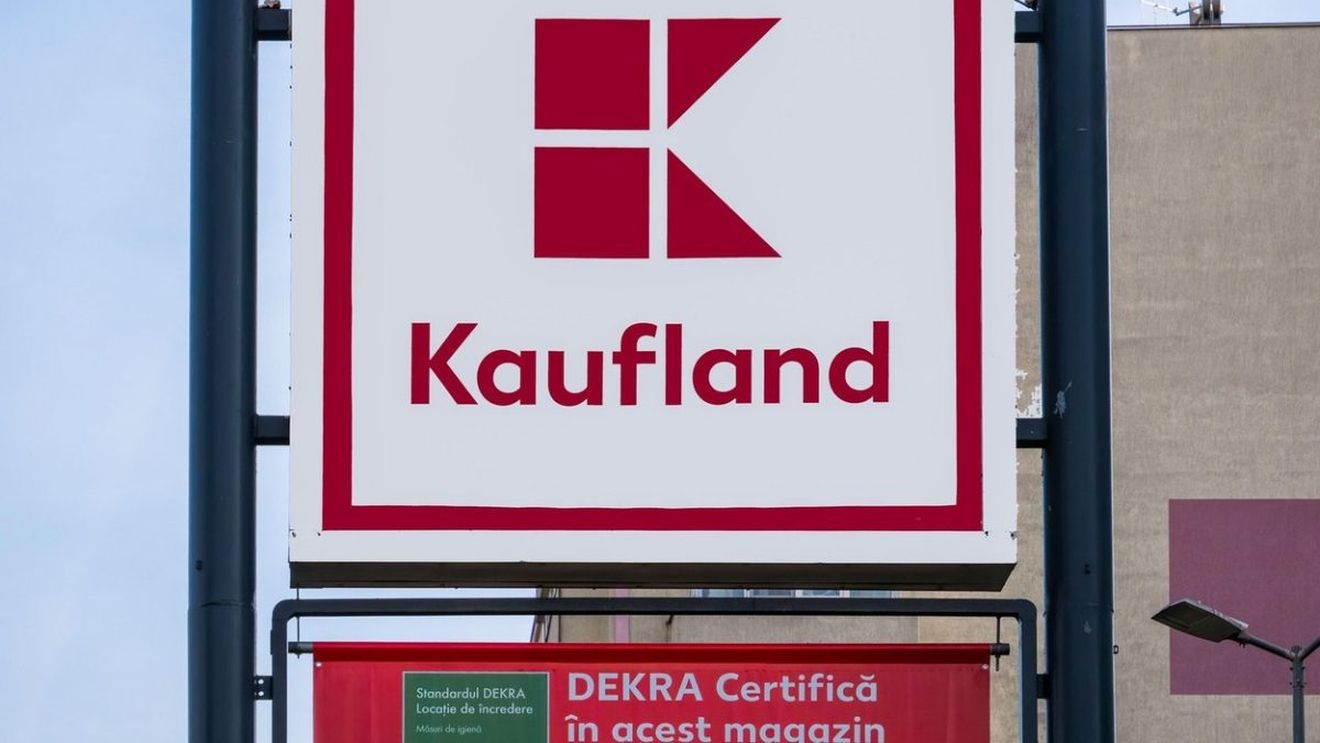 Kaufland
Standardul DEKRA
Locație de încredere
Măsuri de igienă
DEKRA Certifică
în acest magazin